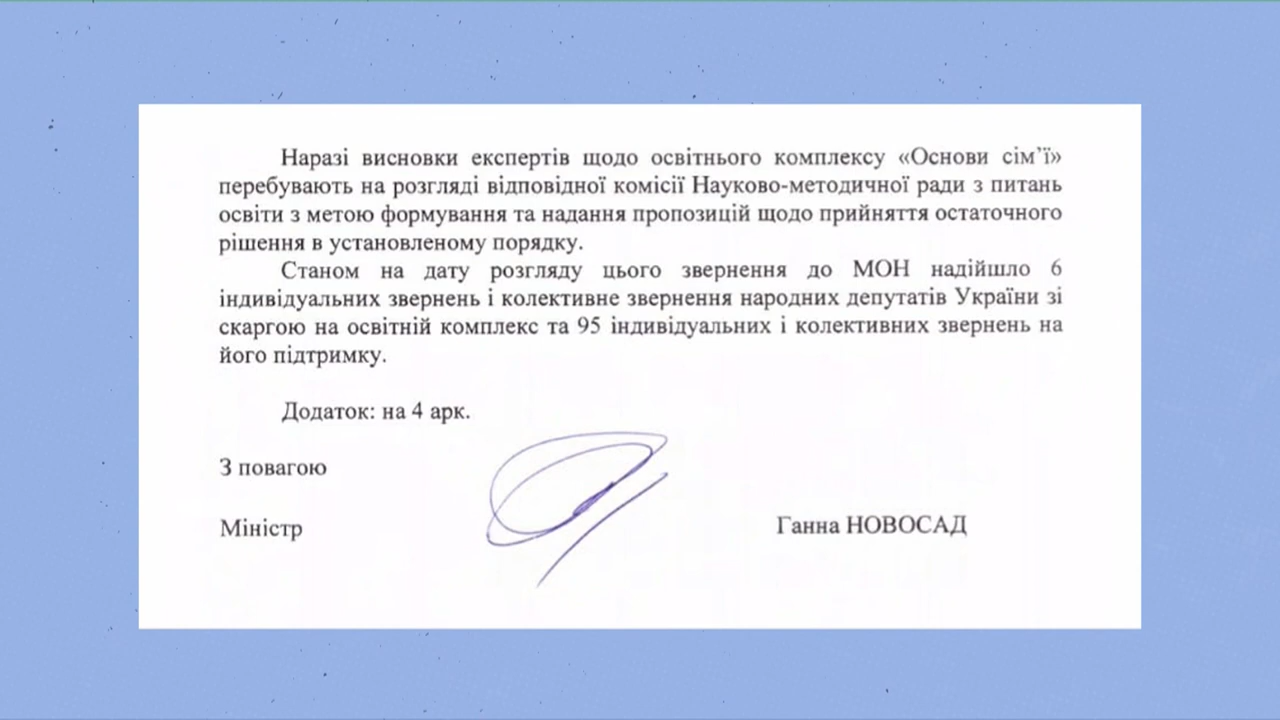 Наразі висновки експертів щодо освітнього комплексу «Основи сім’ї»
перебувають на розгляді відповідної комісії Науково-методичної ради з питань
освіти з метою формування та надання пропозицій щодо прийняття остаточного
рішення в установленому порядку.
Станом на дату розгляду цього звернення до МОН надійшло 6
індивідуальних звернень і колективне звернення народних депутатів України зі
скаргою на освітній комплекс та 95 індивідуальних і колективних звернень на
його підтримку.
Додаток: на 4 арк.
З повагою
Міністр
Ганна НОВОСАД